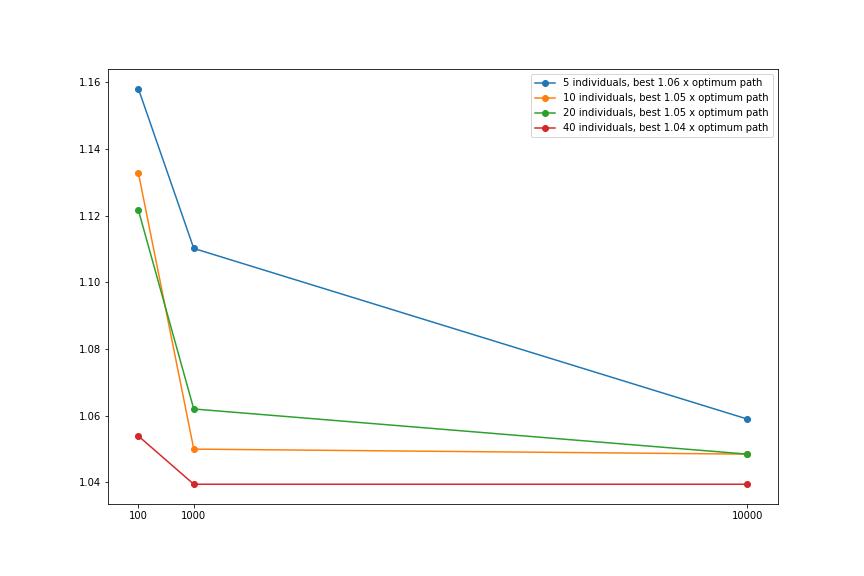 5 individuals, best 1.06 x optimum path
10 individuals, best 1.05 x optimum path
20 individuals, best 1.05 x optimum path
40 individuals, best 1.04 x optimum path
1.16
1.14
1.12
1.10
1.08
1.06
1.04
100 1000 10000